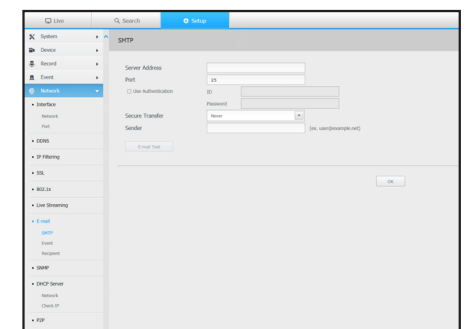 Live
Search
Setup
System
Device
Record
Event
Network
• Interface
Network
Port
• DDNS
• IP Filtering
• SSL
• 802.1x
• Live Streaming
• E-mail
SMTP
Event
Recipient
• SNMP
• DHCP Server
Network
Check IP
• P2P
SMTP
Server Address
Port 25
Use Authentication ID
Password
Secure Transfer Never
Sender (ex. user@example.net)
E-mail Test
OK